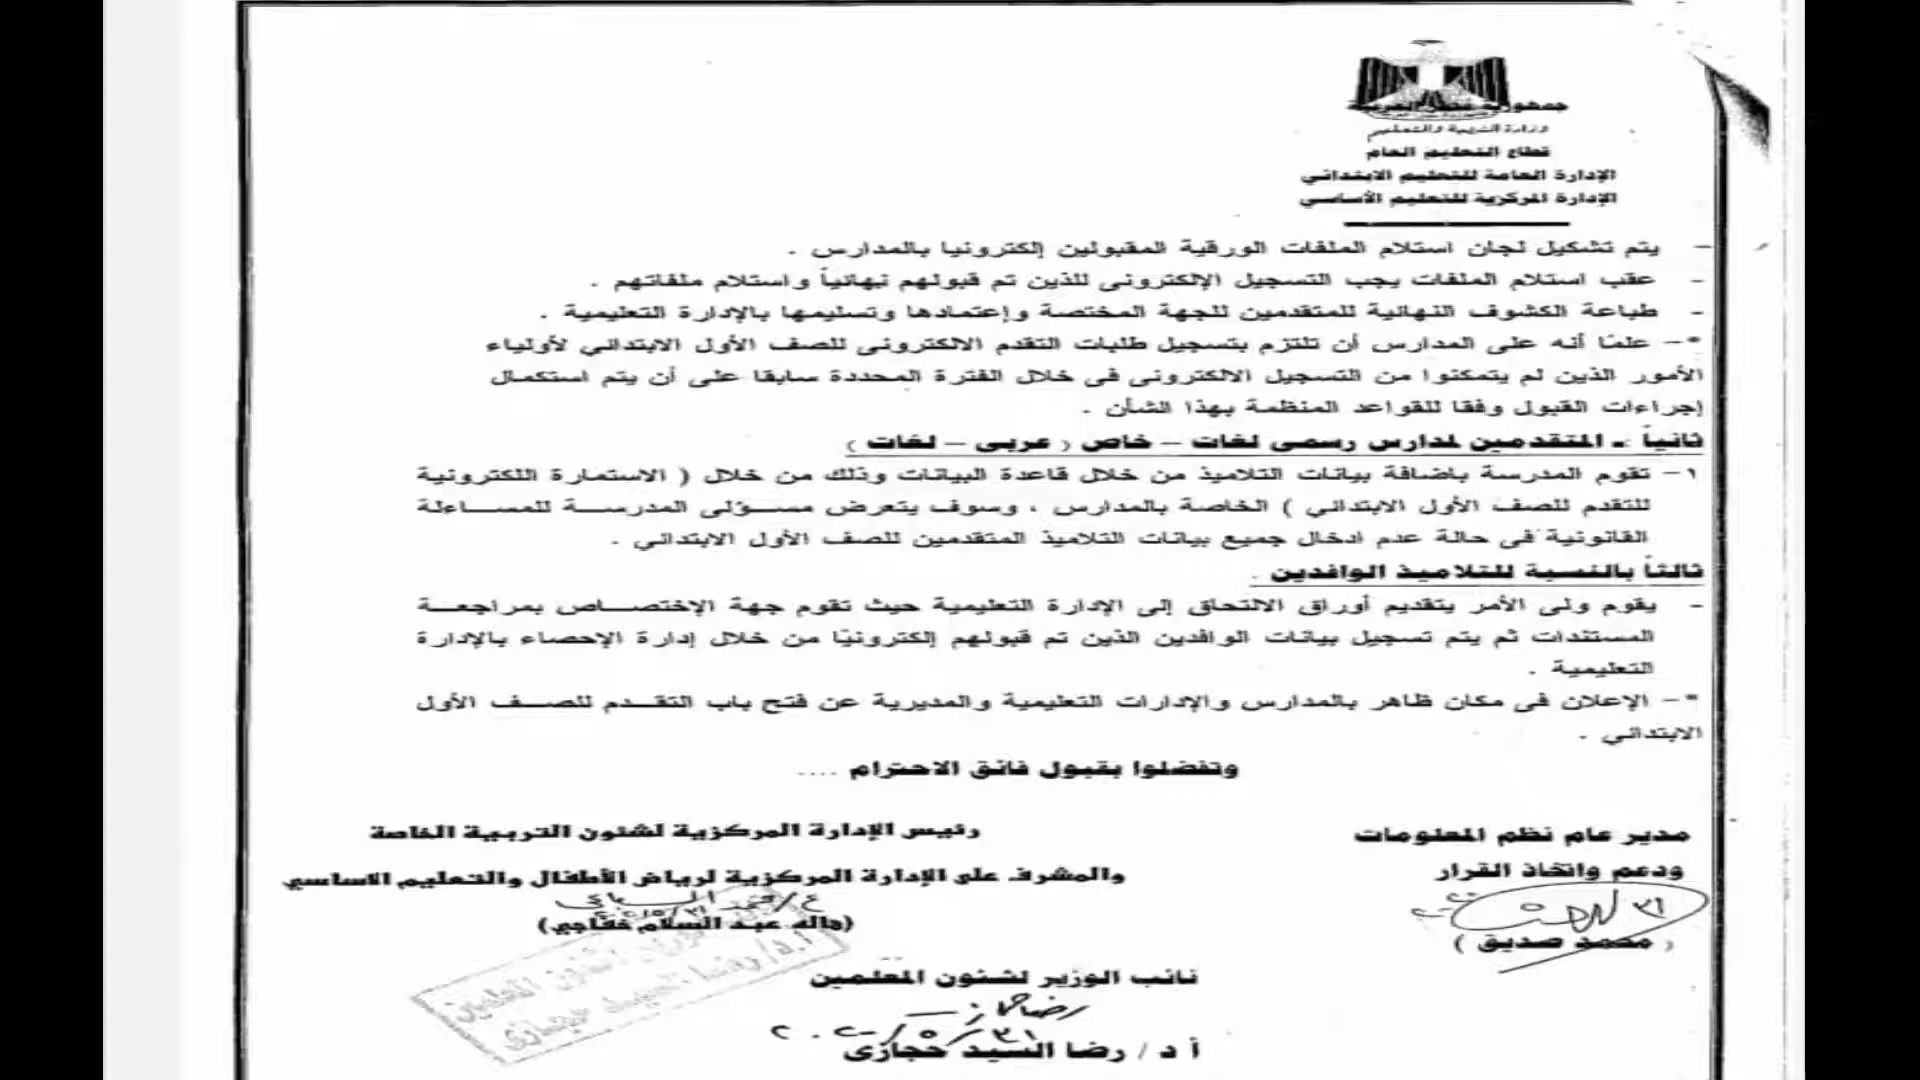 جمهورية مصر العربية
وزارة التربية والتعليم
قطاع التعليم العام
الإدارة العامة للتعليم الابتدائي
الإدارة المركزية للتعليم الأساسي
- يتم تشكيل لجان استلام الملفات الورقية المقبولين إلكترونيا بالمدارس .
- عقب استلام الملفات يجب التسجيل الإلكترونى للذين تم قبولهم نهائياً واستلام ملفاتهم .
- طباعة الكشوف النهائية للمتقدمين للجهة المختصة وإعتمادها وتسليمها بالإدارة التعليمية .
*- علمًا أنه على المدارس أن تلتزم بتسجيل طلبات التقدم الالكترونى للصف الأول الابتدائي لأولياء
الأمور الذين لم يتمكنوا من التسجيل الالكترونى فى خلال الفترة المحددة سابقا على أن يتم استكمال
إجراءات القبول وفقا للقواعد المنظمة بهذا الشأن .
ثانياً :ـ المتقدمين لمدارس رسمى لغات – خاص ( عربى – لغات )
١- تقوم المدرسة باضافة بيانات التلاميذ من خلال قاعدة البيانات وذلك من خلال ( الاستمارة اللكترونية
للتقدم للصف الأول الابتدائي ) الخاصة بالمدارس ، وسوف يتعرض مسؤلى المدرسة للمساءلة
القانونية فى حالة عدم ادخال جميع بيانات التلاميذ المتقدمين للصف الأول الابتدائي .
ثالثاً بالنسبة للتلاميذ الوافدين .
- يقوم ولى الأمر بتقديم أوراق الالتحاق إلى الإدارة التعليمية حيث تقوم جهة الإختصاص بمراجعة
المستندات ثم يتم تسجيل بيانات الوافدين الذين تم قبولهم إلكترونيًا من خلال إدارة الإحصاء بالإدارة
التعليمية .
*- الإعلان فى مكان ظاهر بالمدارس والإدارات التعليمية والمديرية عن فتح باب التقدم للصف الأول
الابتدائي .
وتفضلوا بقبول فائق الاحترام ....
مدير عام نظم المعلومات
ودعم واتخاذ القرار
٣١
( محمد صديق )
رئيس الإدارة المركزية لشئون التربية الخاصة
والمشرف على الإدارة المركزية لرياض الأطفال والتعليم الاساسي
(هاله عبد السلام خفاجي)
نائب الوزير لشئون المعلمين
رضا حجازى
٣١/٥/٢٠٢٠
أ د / رضا السيد حجازى